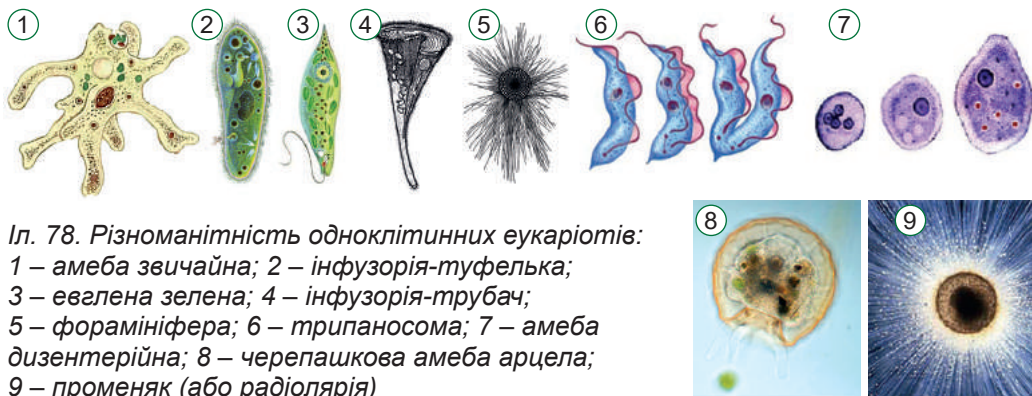 1 2 3 4 5 6 7
Іл. 78. Різноманітність одноклітинних еукаріотів:
1 – амеба звичайна; 2 – інфузорія-туфелька;
3 – евглена зелена; 4 – інфузорія-трубач;
5 – форамініфера; 6 – трипаносома; 7 – амеба
дизентерійна; 8 – черепашкова амеба арцела;
9 – променяк (або радіолярія)
8 9